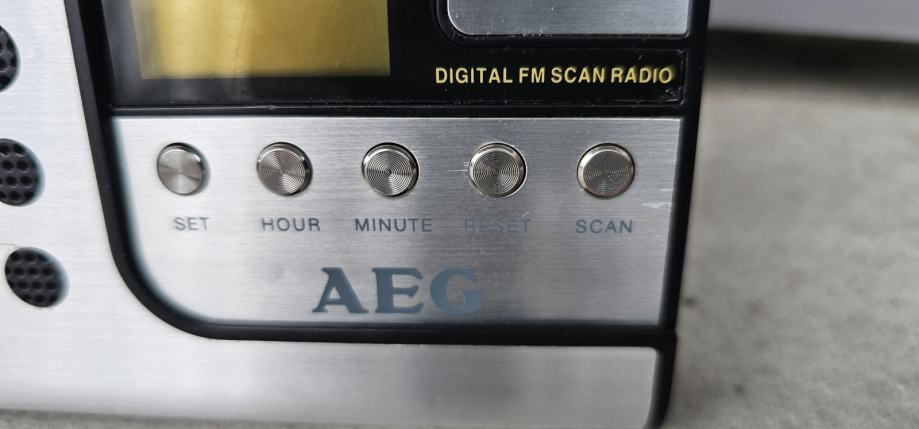 DIGITAL FM SCAN RADIO
SET HOUR MINUTE RESET SCAN
AEG